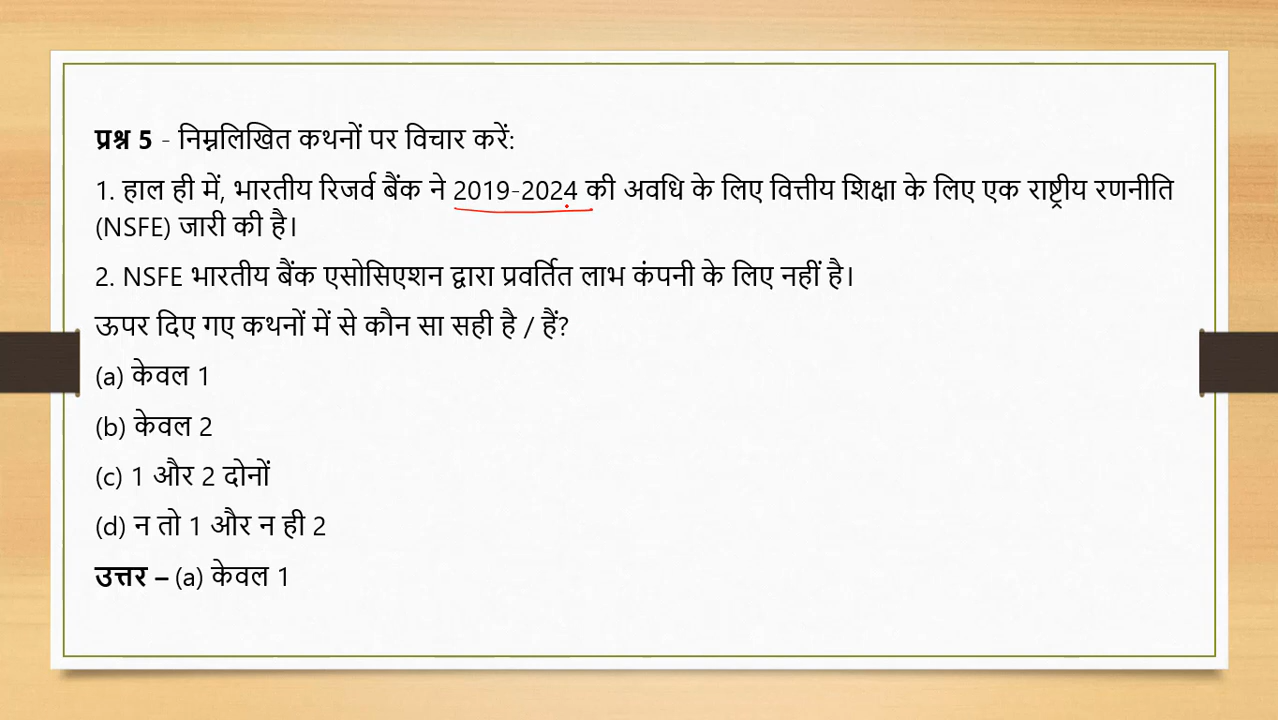 प्रश्न 5 - निम्नलिखित कथनों पर विचार करें:
1. हाल ही में, भारतीय रिजर्व बैंक ने 2019-2024 की अवधि के लिए वित्तीय शिक्षा के लिए एक राष्ट्रीय रणनीति
(NSFE) जारी की है।
2. NSFE भारतीय बैंक एसोसिएशन द्वारा प्रवर्तित लाभ कंपनी के लिए नहीं है।
ऊपर दिए गए कथनों में से कौन सा सही है / हैं?
(a) केवल 1
(b) केवल 2
(c) 1 और 2 दोनों
(d) न तो 1 और न ही 2
उत्तर – (a) केवल 1